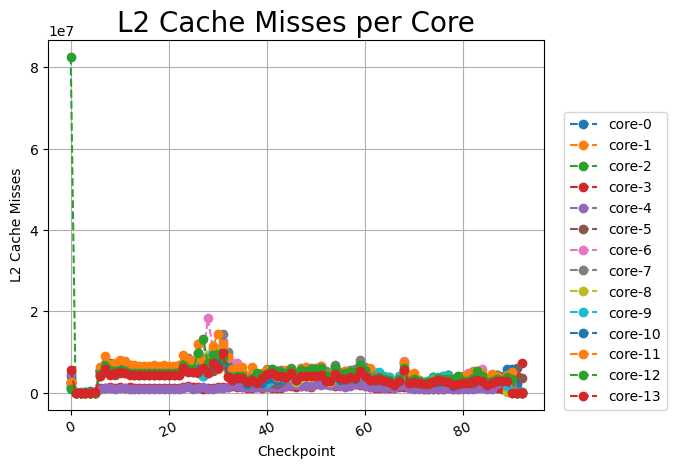 L2 Cache Misses per Core
1e7
8
6
4
2
0
L2 Cache Misses
0
20
40
60
80
Checkpoint
core-0
core-1
core-2
core-3
core-4
core-5
core-6
core-7
core-8
core-9
core-10
core-11
core-12
core-13